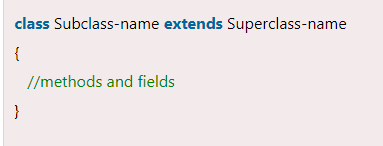 class Subclass-name extends Superclass-name
{
//methods and fields
}